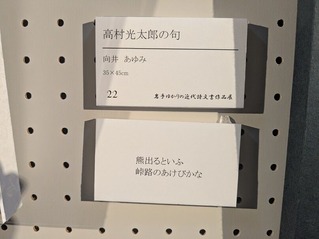 高村光太郎の句
向井 あゆみ
35×45cm
22
岩手ゆかりの近代詩文書作品展
熊出るといふ
峠路のあけびかな